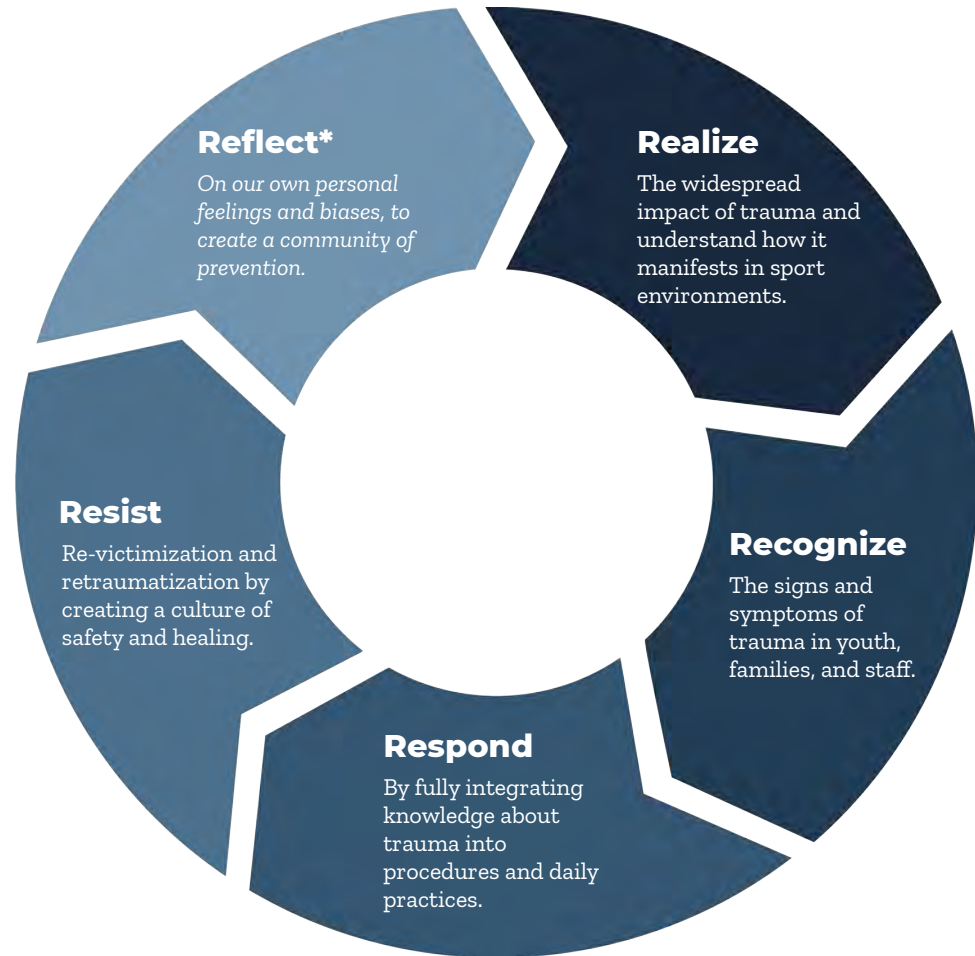 Realize
The widespread
impact of trauma and
understand how it
manifests in sport
environments.
Recognize
The signs and
symptoms of
trauma in youth,
families, and staff.
Respond
By fully integrating
knowledge about
trauma into
procedures and daily
practices.
Resist
Re-victimization and
retraumatization by
creating a culture of
safety and healing.
Reflect*
On our own personal
feelings and biases, to
create a community of
prevention.